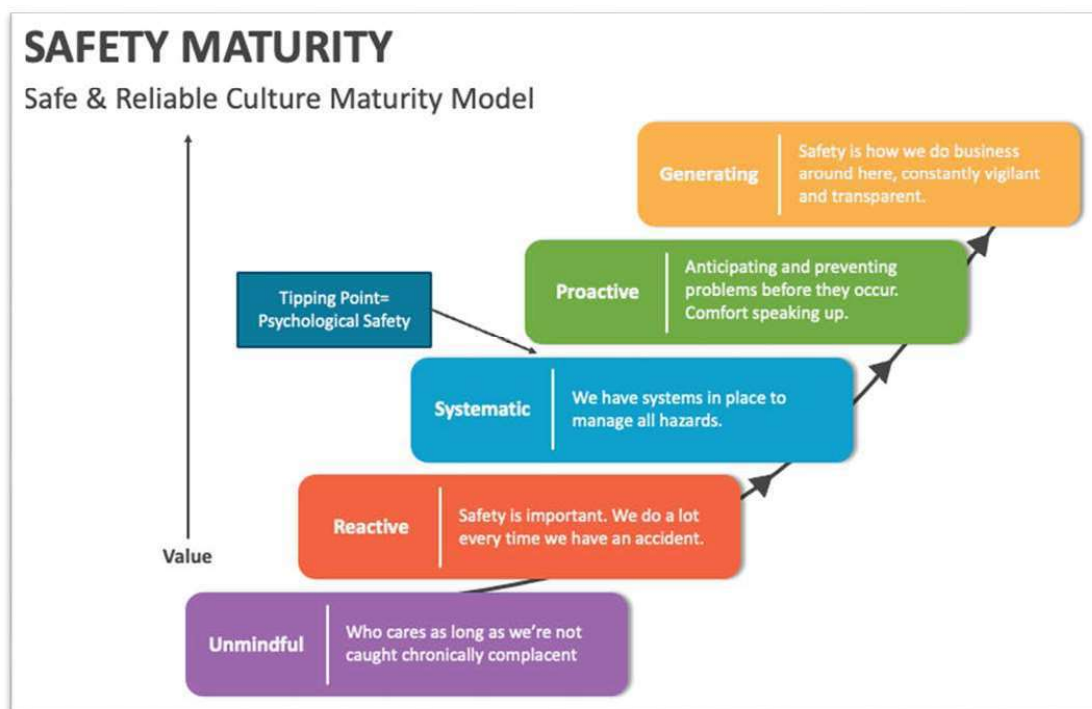 SAFETY MATURITY
Safe & Reliable Culture Maturity Model
Generating
Safety is how we do business
around here, constantly vigilant
and transparent.
Proactive
Anticipating and preventing
problems before they occur.
Comfort speaking up.
Tipping Point=
Psychological Safety
Systematic
We have systems in place to
manage all hazards.
Reactive
Safety is important. We do a lot
every time we have an accident.
Value
Unmindful
Who cares as long as we’re not
caught chronically complacent